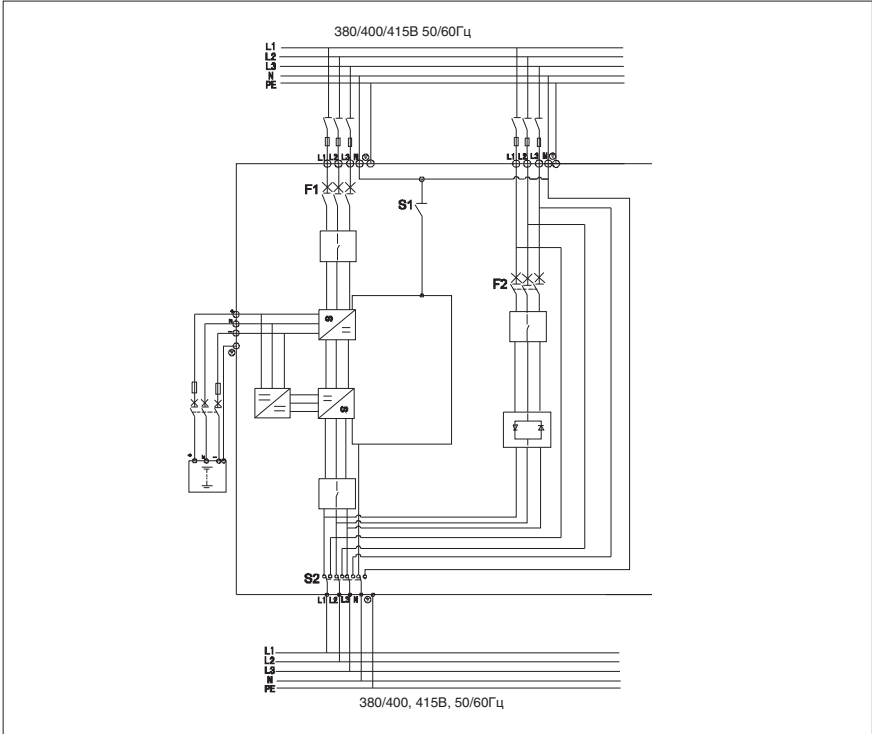 380/400/415В 50/60Гц
L1
L2
L3
N
PE
L1 L2 L3 N
L1 L2 L3 N
F1
S1
F2
S2
L1 L2 L3 N
L1
L2
L3
N
PE
380/400, 415В, 50/60Гц